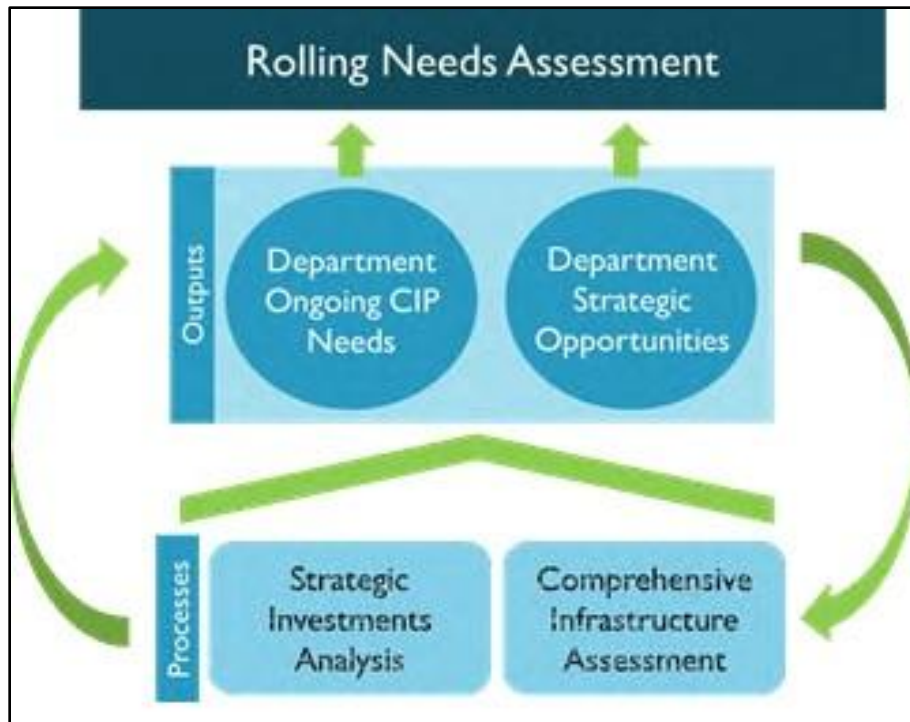 Rolling Needs Assessment
Outputs
Department
Ongoing CIP
Needs
Department
Strategic
Opportunities
Processes
Strategic
Investments
Analysis
Comprehensive
Infrastructure
Assessment